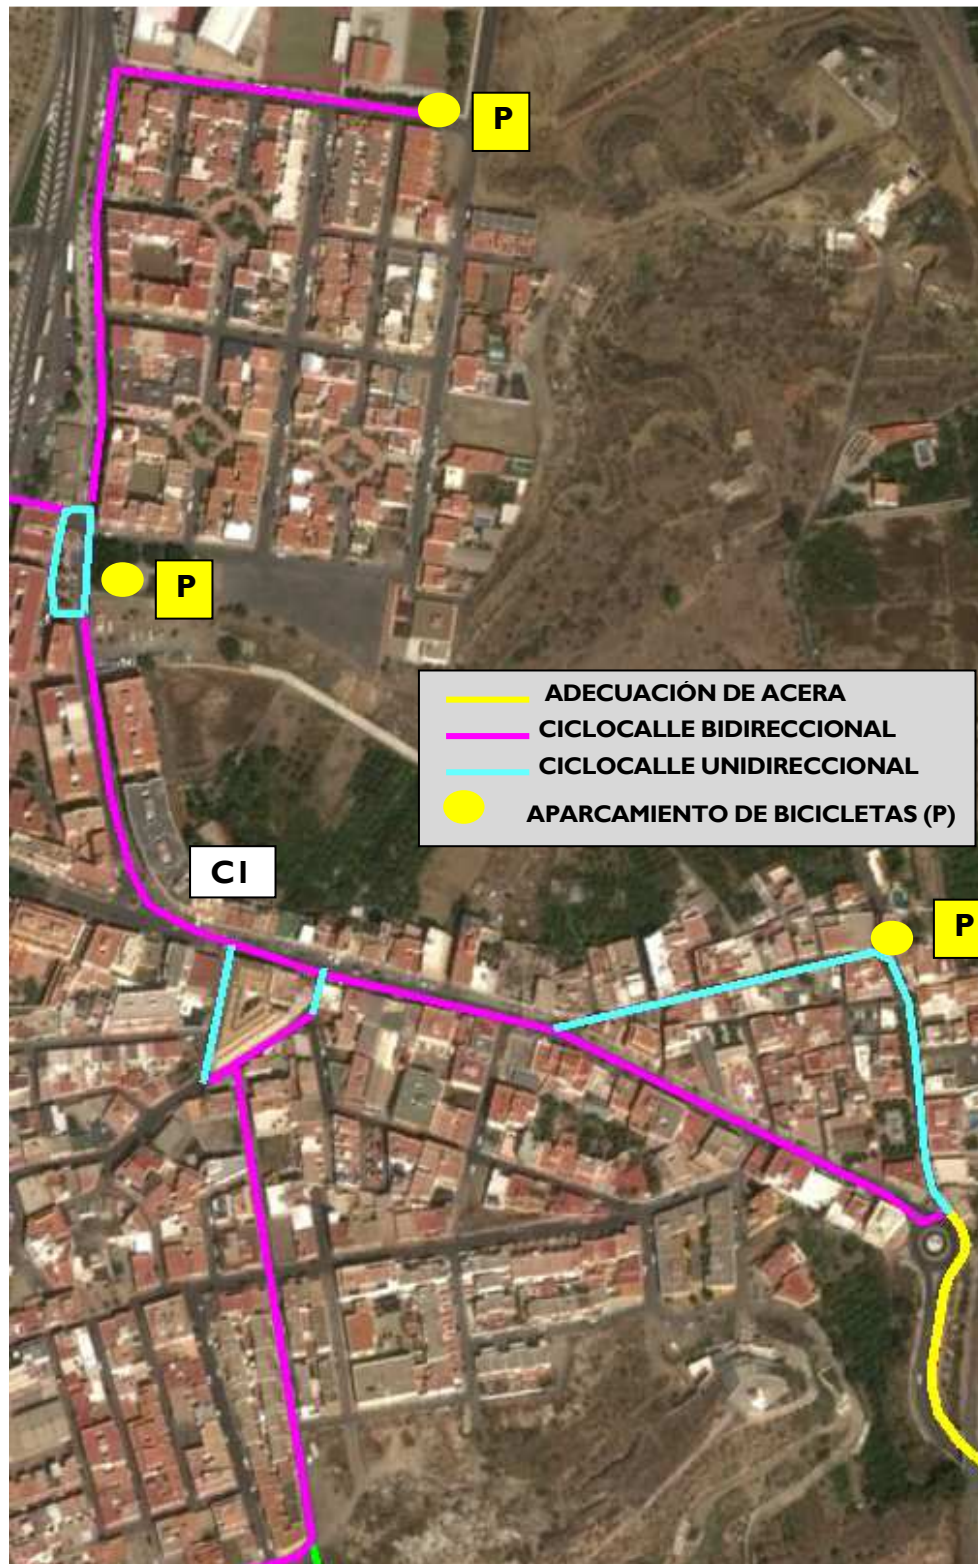 P
P
ADECUACIÓN DE ACERA
CICLOCALLE BIDIRECCIONAL
CICLOCALLE UNIDIRECCIONAL
APARCAMIENTO DE BICICLETAS (P)
C1
P